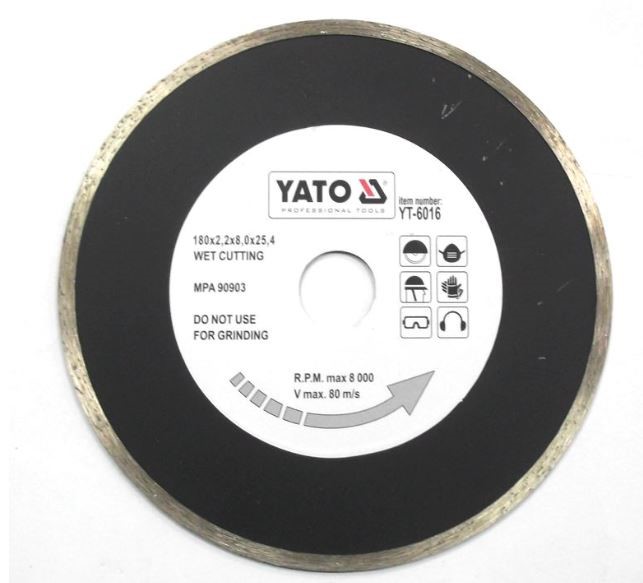 YATO
PROFESSIONAL TOOLS
item number:
YT-6016
180x2,2x8,0x25,4
WET CUTTING
MPA 90903
DO NOT USE
FOR GRINDING
R.P.M. max 8 000
V max. 80 m/s